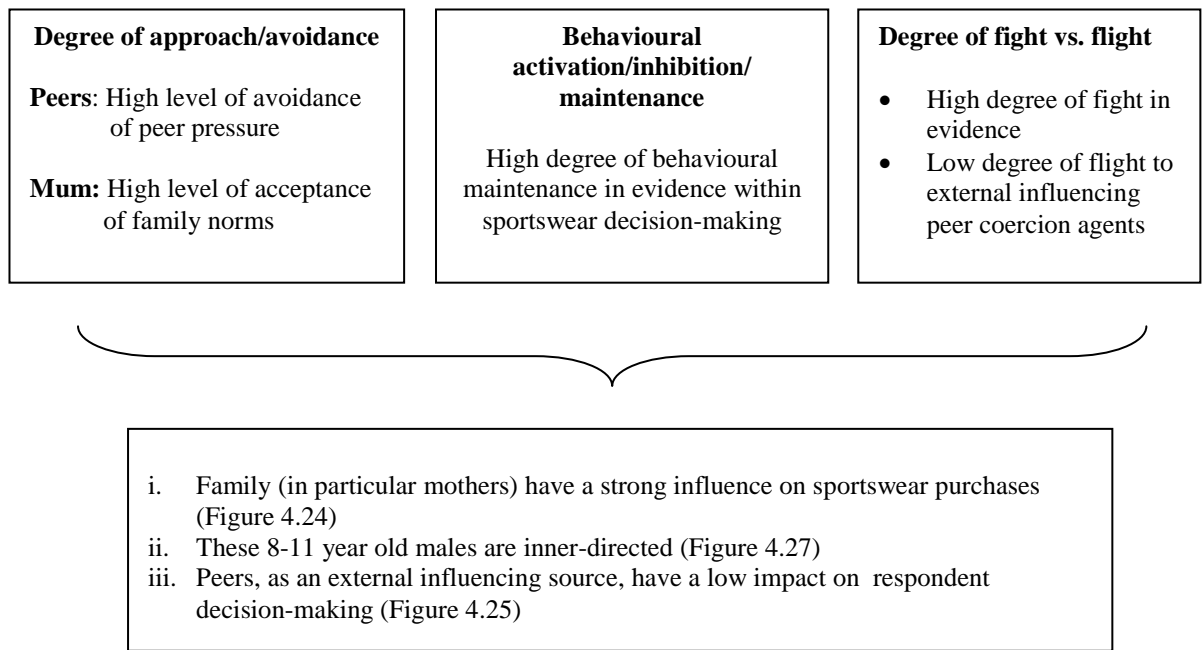 Degree of approach/avoidance
Peers: High level of avoidance
of peer pressure
Mum: High level of acceptance
of family norms
Behavioural
activation/inhibition/
maintenance
High degree of behavioural
maintenance in evidence within
sportswear decision-making
Degree of fight vs. flight
• High degree of fight in
evidence
• Low degree of flight to
external influencing
peer coercion agents
i. Family (in particular mothers) have a strong influence on sportswear purchases
(Figure 4.24)
ii. These 8-11 year old males are inner-directed (Figure 4.27)
iii. Peers, as an external influencing source, have a low impact on respondent
decision-making (Figure 4.25)